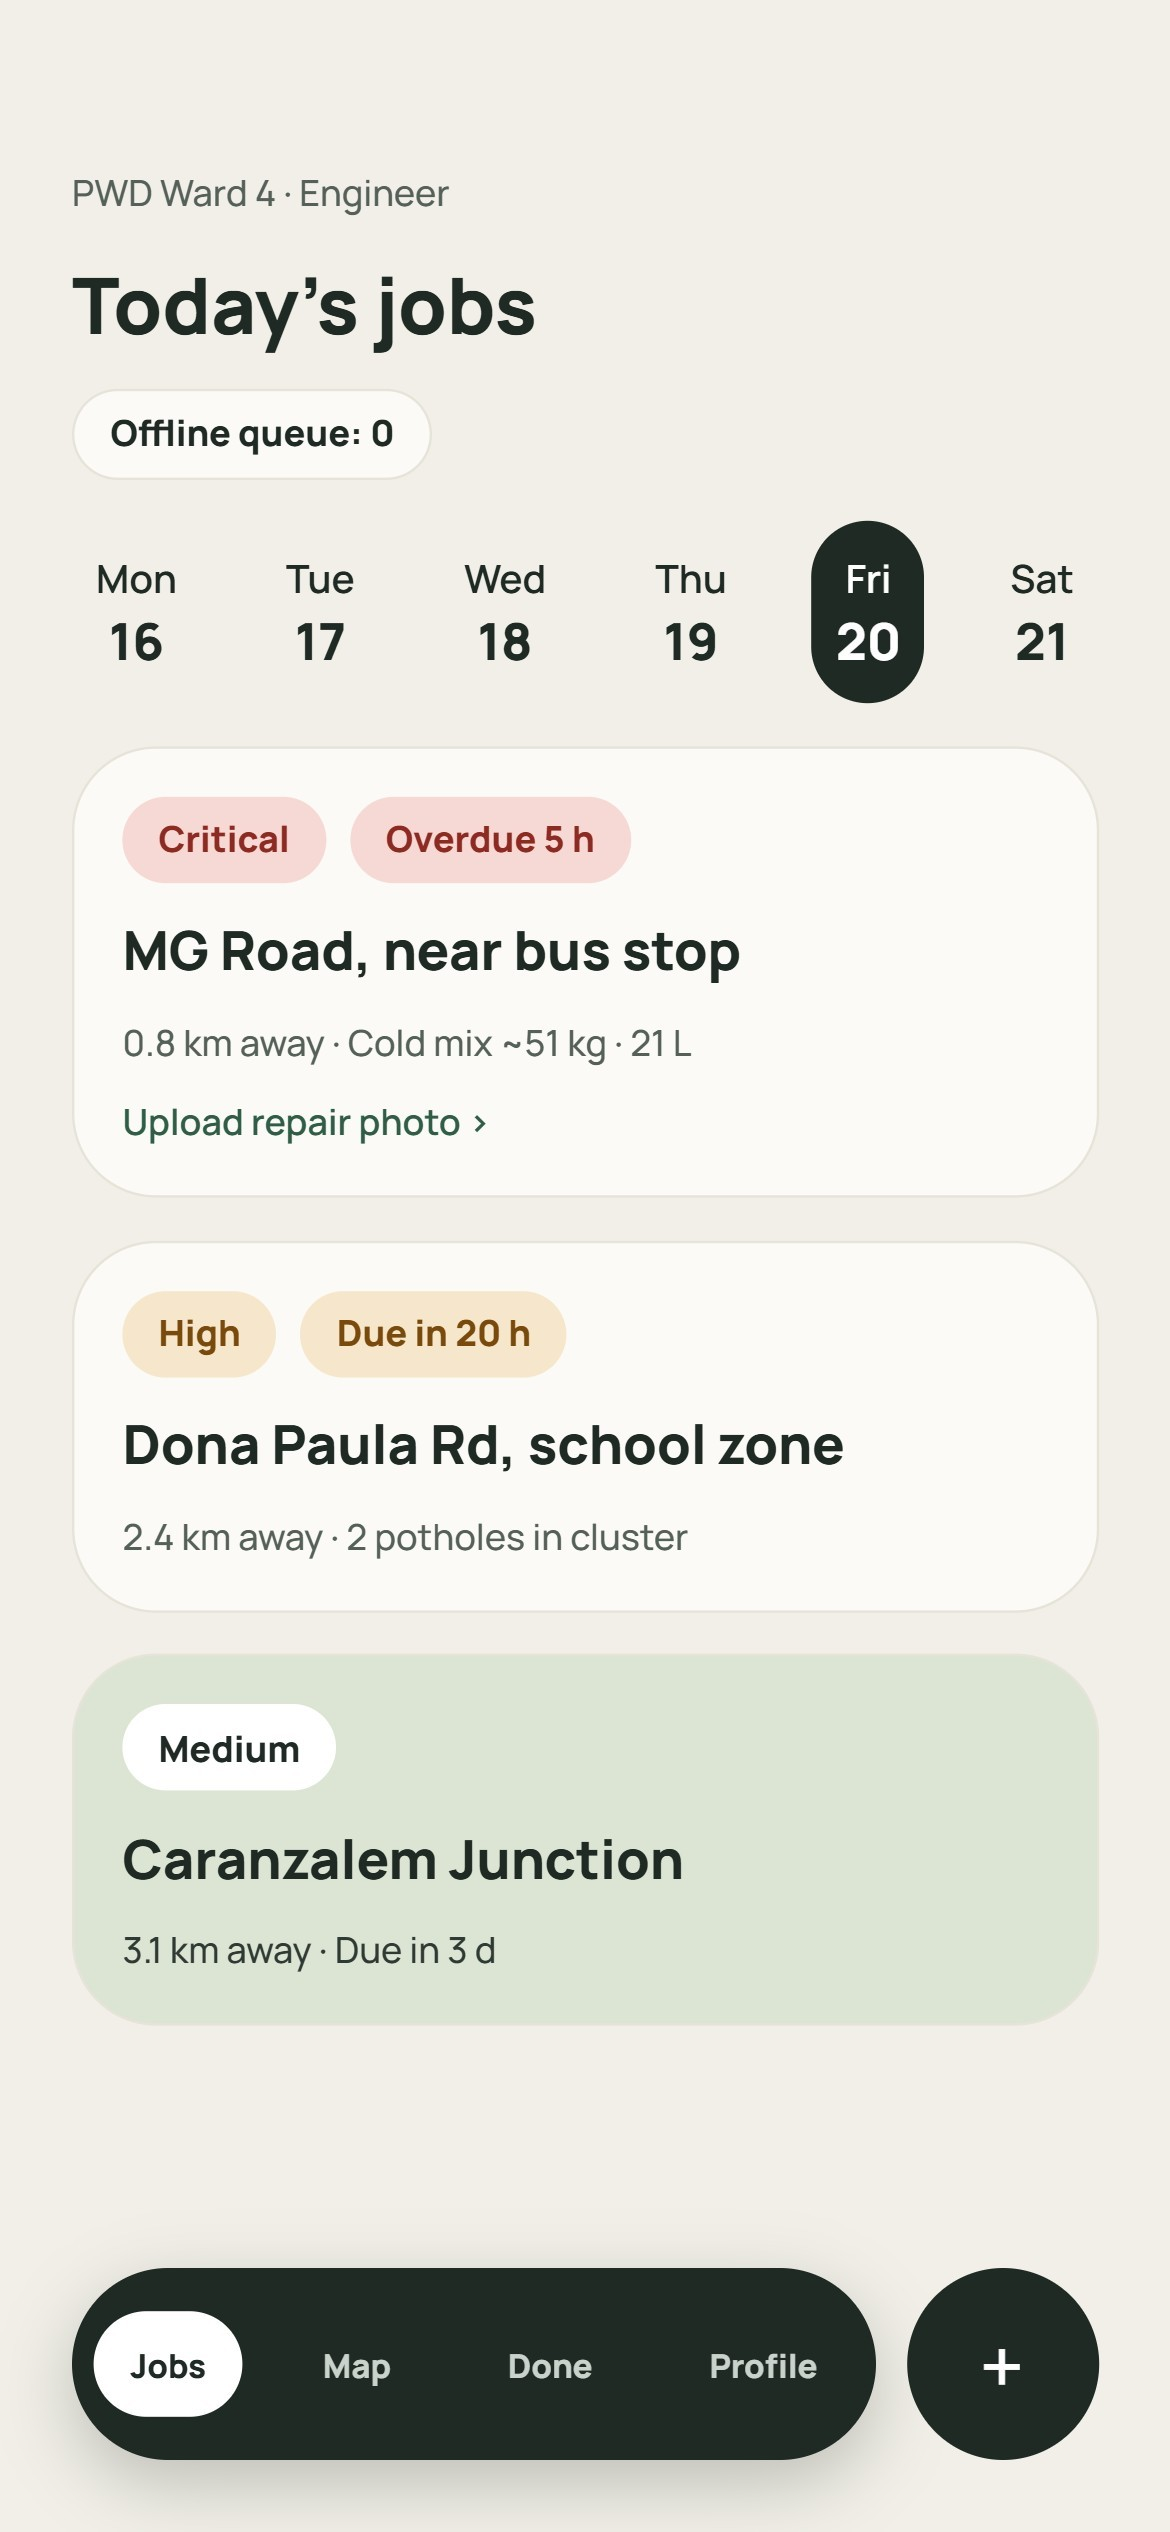 PWD Ward 4 · Engineer
Today’s jobs
Offline queue: 0
Mon Tue Wed Thu Fri Sat
16 17 18 19 20 21
Critical Overdue 5 h
MG Road, near bus stop
0.8 km away · Cold mix ~51 kg · 21 L
Upload repair photo ›
High Due in 20 h
Dona Paula Rd, school zone
2.4 km away · 2 potholes in cluster
Medium
Caranzalem Junction
3.1 km away · Due in 3 d
Jobs Map Done Profile +